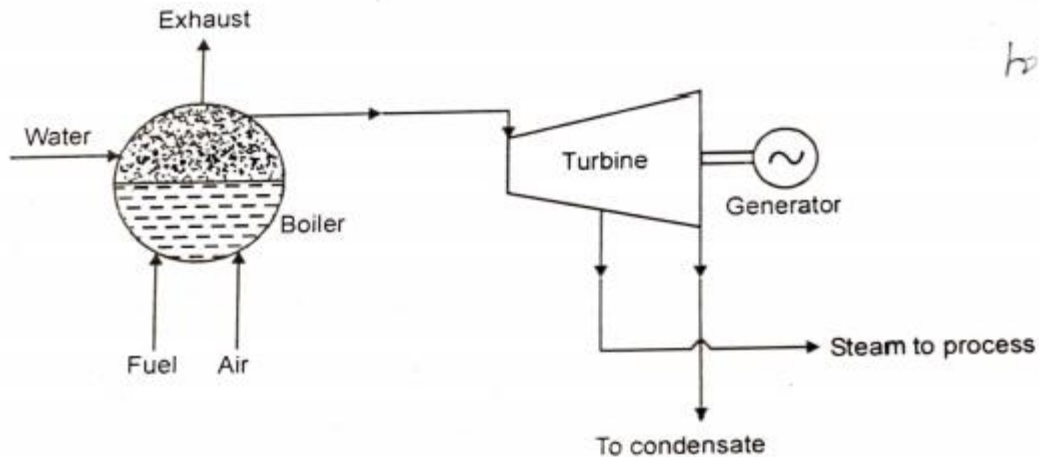 Exhaust
Water
Turbine
Generator
Boiler
Fuel
Air
Steam to process
To condensate